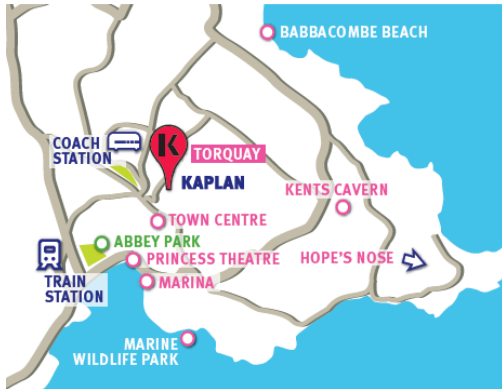 BABBACOMBE BEACH
COACH
STATION
K
TORQUAY
KAPLAN
KENTS CAVERN
TOWN CENTRE
ABBEY PARK
PRINCESS THEATRE
HOPE'S NOSE
TRAIN
STATION
MARINA
MARINE
WILDLIFE PARK